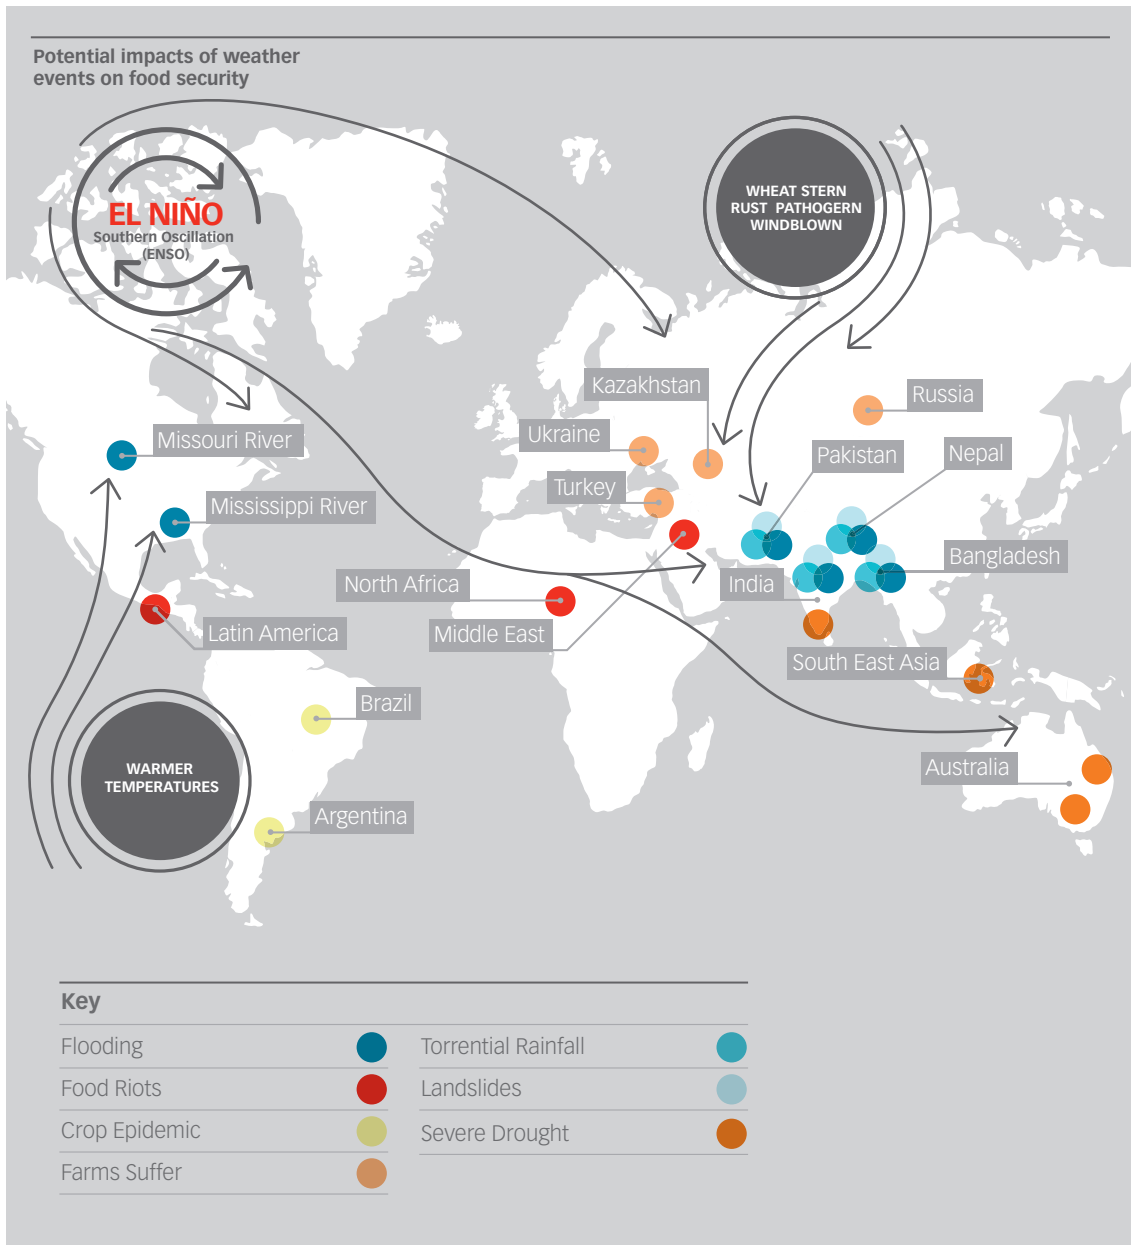 Potential impacts of weather
events on food security
EL NIÑO
Southern Oscillation
(ENSO)
WHEAT STERN
RUST PATHOGERN
WINDBLOWN
Kazakhstan
Russia
Ukraine
Missouri River
Pakistan
Nepal
Turkey
Mississippi River
Bangladesh
North Africa
India
Latin America
Middle East
South East Asia
Brazil
WARMER
TEMPERATURES
Australia
Argentina
Key
Flooding
Torrential Rainfall
Food Riots
Landslides
Crop Epidemic
Severe Drought
Farms Suffer